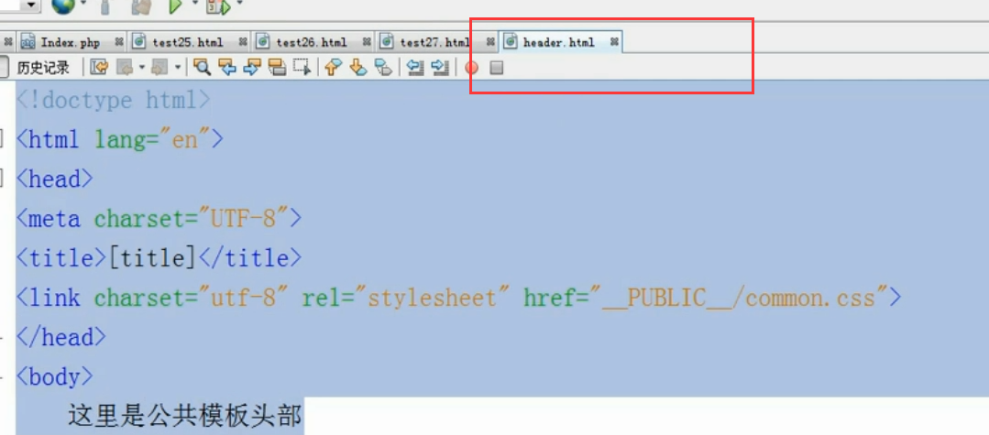 Index.php test25.html test26.html test27.html header.html
历史记录
<!doctype html>
<html lang="en">
<head>
<meta charset="UTF-8">
<title>[title]</title>
<link charset="utf-8" rel="stylesheet" href="__PUBLIC__/common.css">
</head>
<body>
这里是公共模板头部